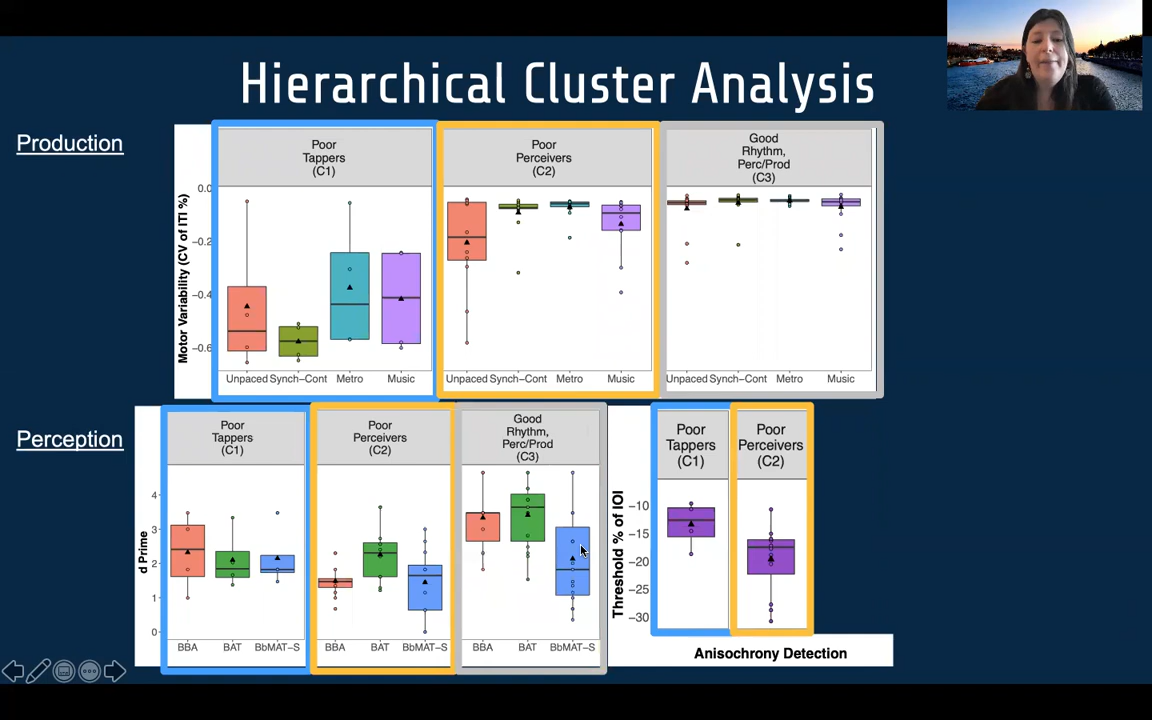 Hierarchical Cluster Analysis
Production
Poor
Tappers
(C1)
Poor
Perceivers
(C2)
Good
Rhythm,
Perc/Prod
(C3)
Motor Variability (CV of ITI %)
0.0
-0.2
-0.4
-0.6
Unpaced Synch-Cont Metro Music
Unpaced Synch-Cont Metro Music
Unpaced Synch-Cont Metro Music
Perception
Poor
Tappers
(C1)
Poor
Perceivers
(C2)
Good
Rhythm,
Perc/Prod
(C3)
d Prime
4
3
2
1
0
BBA BAT BbMAT-S
BBA BAT BbMAT-S
BBA BAT BbMAT-S
Poor
Tappers
(C1)
Poor
Perceivers
(C2)
Threshold % of IOI
-10
-15
-20
-25
-30
Anisochrony Detection